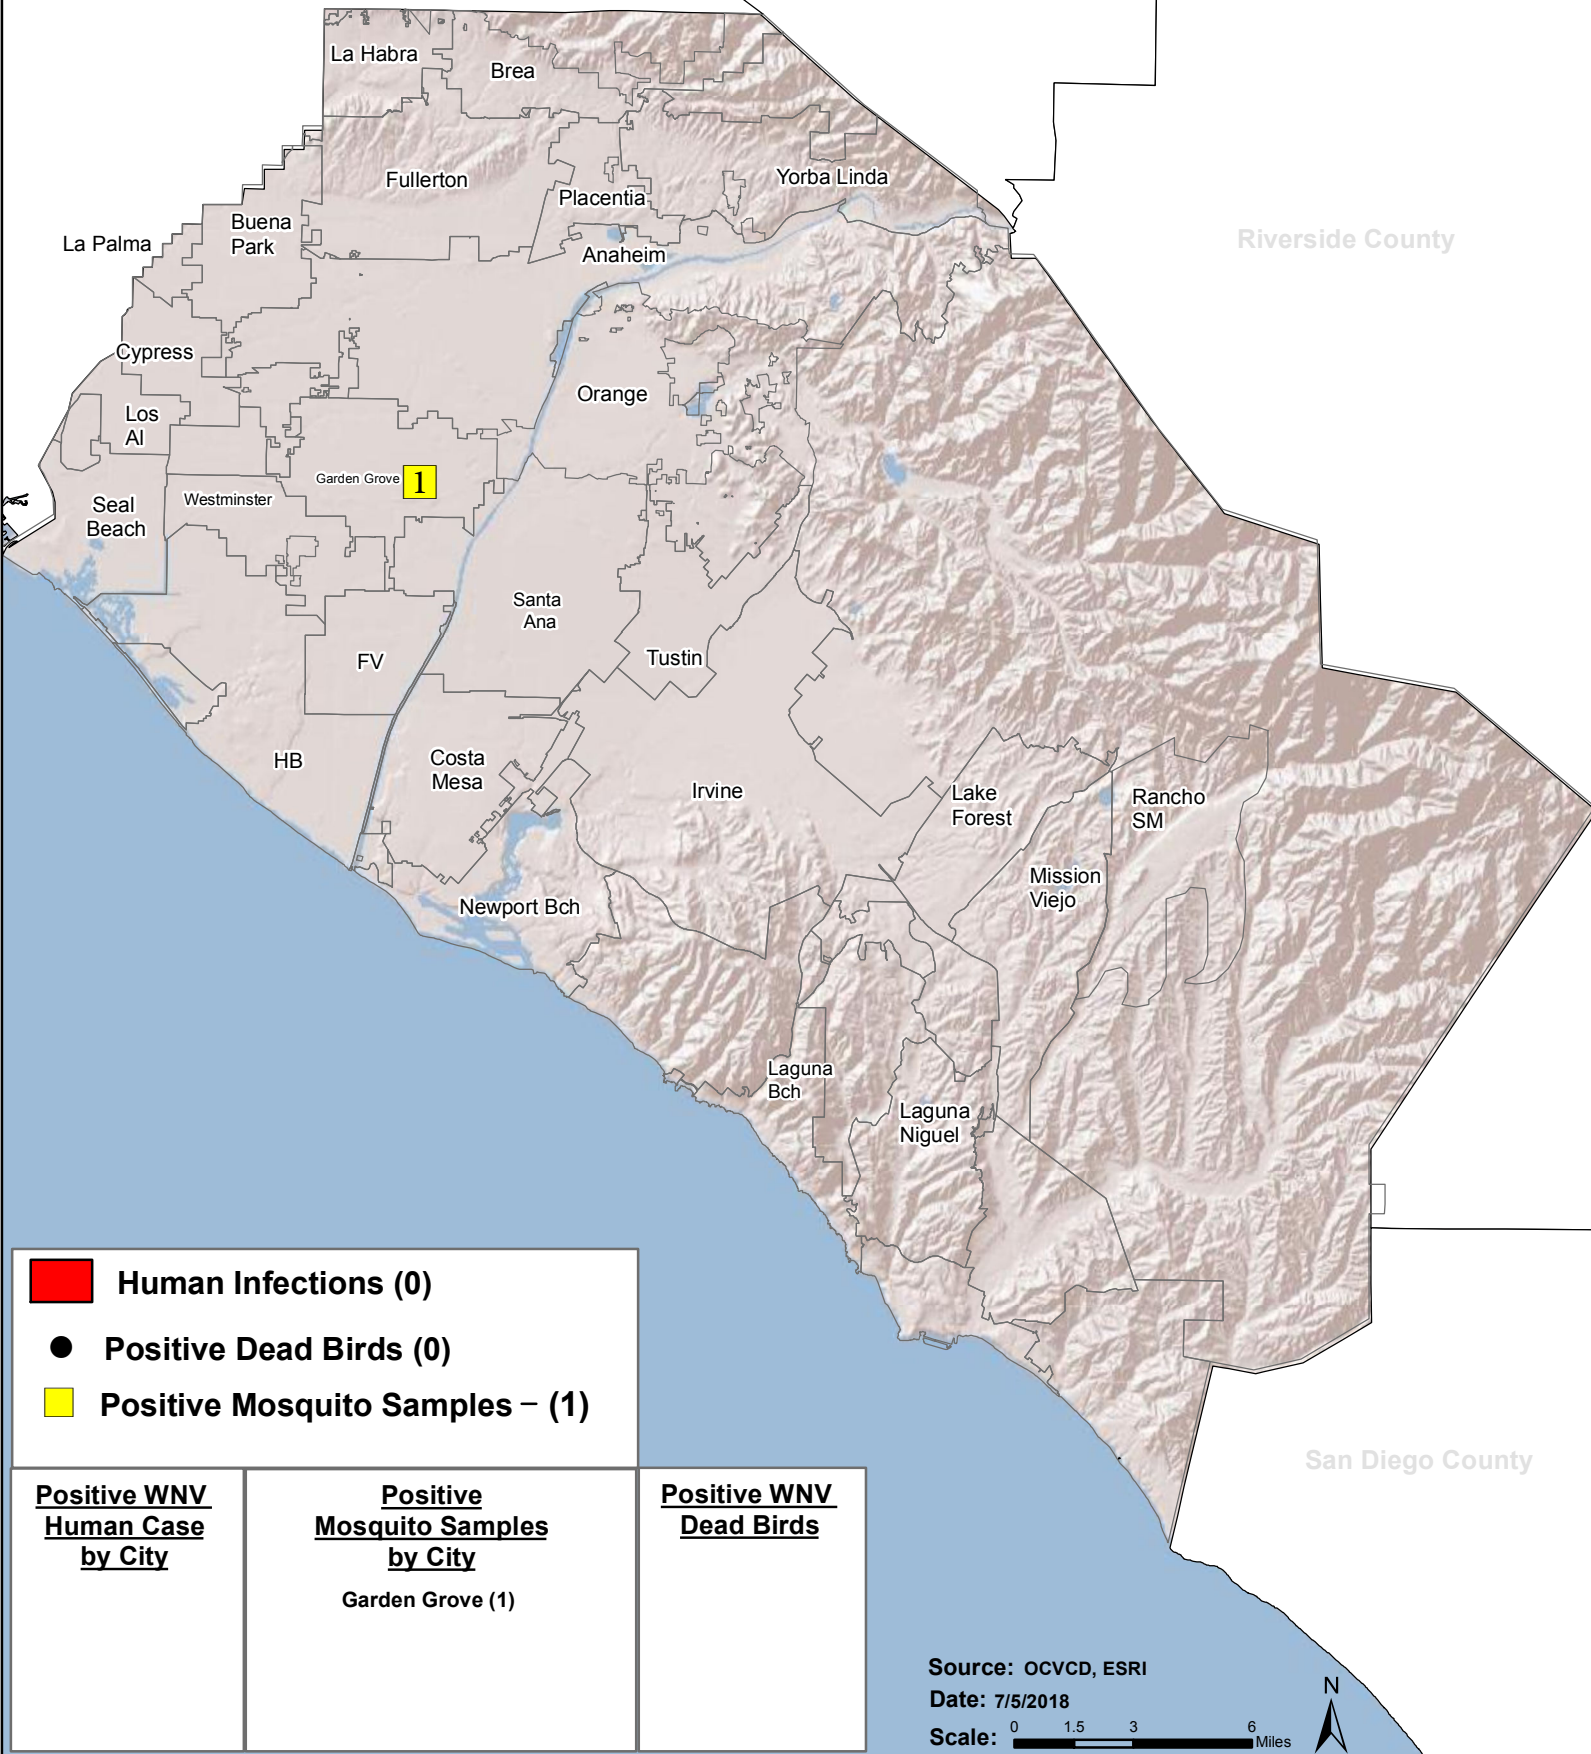 La Habra
Brea
Fullerton
Placentia
Yorba Linda
Buena
Park
La Palma
Anaheim
Riverside County
Cypress
Orange
Los
Al
Garden Grove 1
Seal
Beach
Westminster
Santa
Ana
FV
Tustin
HB
Costa
Mesa
Irvine
Lake
Forest
Rancho
SM
Mission
Viejo
Newport Bch
Laguna
Bch
Laguna
Niguel
San Diego County
Human Infections (0)
Positive Dead Birds (0)
Positive Mosquito Samples – (1)
Positive WNV
Human Case
by City
Positive
Mosquito Samples
by City
Garden Grove (1)
Positive WNV
Dead Birds
Source: OCVCD, ESRI
Date: 7/5/2018
Scale: 0 1.5 3 6 Miles
N